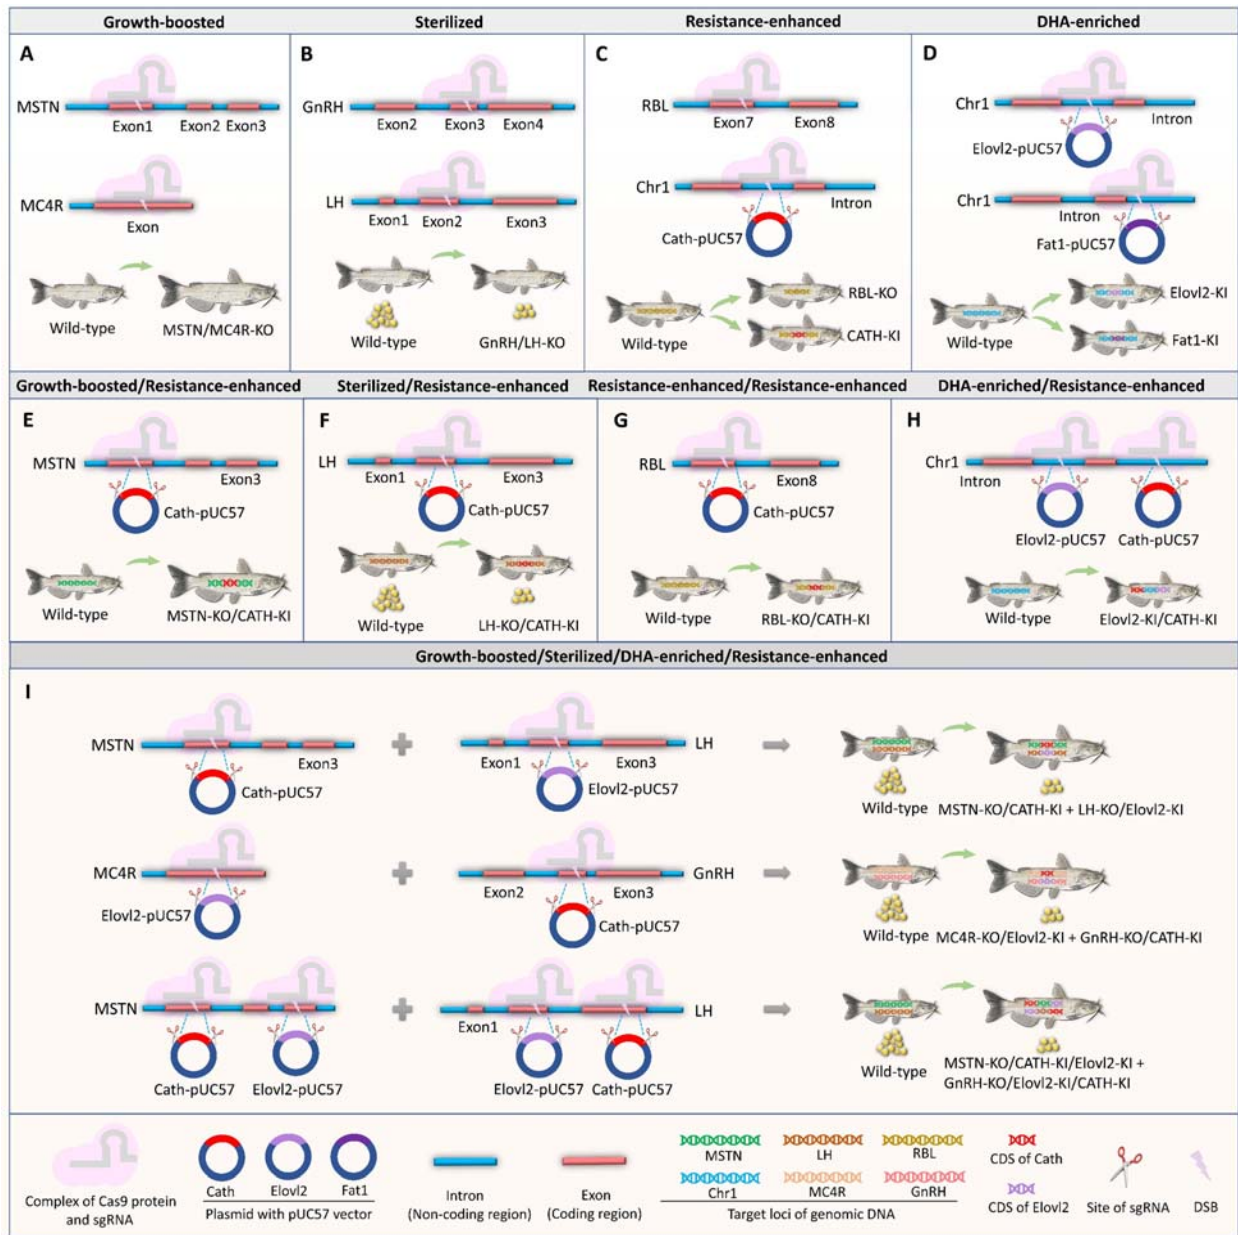 Growth-boosted
Sterilized
Resistance-enhanced
DHA-enriched
A
MSTN
Exon1
Exon2
Exon3
MC4R
Exon
Wild-type
MSTN/MC4R-KO
B
GnRH
Exon2
Exon3
Exon4
LH
Exon1
Exon2
Exon3
Wild-type
GnRH/LH-KO
C
RBL
Exon7
Exon8
Chr1
Intron
Cath-pUC57
RBL-KO
Wild-type
CATH-KI
D
Chr1
Intron
Elovl2-pUC57
Chr1
Intron
Fat1-pUC57
Elovl2-KI
Wild-type
Fat1-KI
Growth-boosted/Resistance-enhanced
Sterilized/Resistance-enhanced
Resistance-enhanced/Resistance-enhanced
DHA-enriched/Resistance-enhanced
E
MSTN
Exon3
Cath-pUC57
Wild-type
MSTN-KO/CATH-KI
F
LH
Exon1
Exon3
Cath-pUC57
Wild-type
LH-KO/CATH-KI
G
RBL
Exon8
Cath-pUC57
Wild-type
RBL-KO/CATH-KI
H
Chr1
Intron
Elovl2-pUC57
Cath-pUC57
Wild-type
Elovl2-KI/CATH-KI
Growth-boosted/Sterilized/DHA-enriched/Resistance-enhanced
I
MSTN
Exon3
Cath-pUC57
LH
Exon1
Exon3
Elovl2-pUC57
Wild-type
MSTN-KO/CATH-KI + LH-KO/Elovl2-KI
MC4R
Elovl2-pUC57
GnRH
Exon2
Exon3
Cath-pUC57
Wild-type
MC4R-KO/Elovl2-KI + GnRH-KO/CATH-KI
MSTN
Cath-pUC57
Elovl2-pUC57
LH
Exon1
Elovl2-pUC57
Cath-pUC57
Wild-type
MSTN-KO/CATH-KI/Elovl2-KI +
GnRH-KO/Elovl2-KI/CATH-KI
Complex of Cas9 protein
and sgRNA
Cath
Elovl2
Fat1
Plasmid with pUC57 vector
Intron
(Non-coding region)
Exon
(Coding region)
MSTN
LH
RBL
Chr1
MC4R
GnRH
Target loci of genomic DNA
CDS of Cath
CDS of Elovl2
Site of sgRNA
DSB